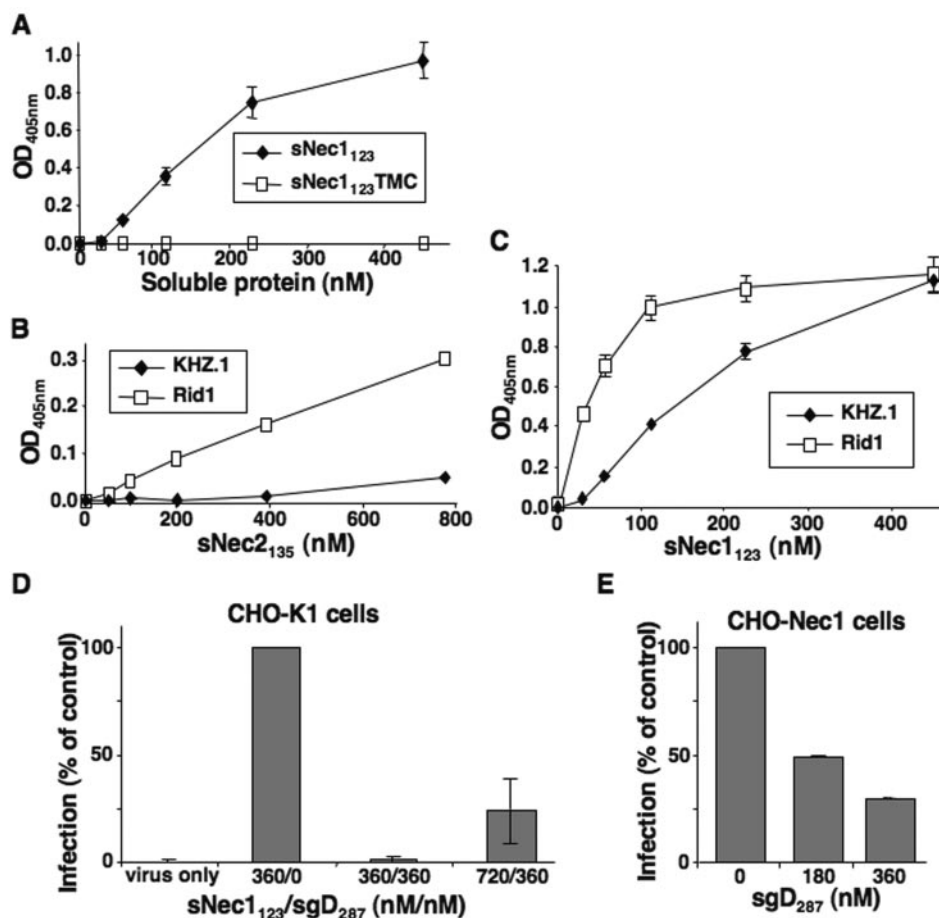 A
1.0
0.8
0.6
0.4
0.2
0.0
OD405nm
sNec1123
sNec1123TMC
0 100 200 300 400
Soluble protein (nM)
B
0.3
0.2
0.1
0.0
OD405nm
KHZ.1
Rid1
0 200 400 600 800
sNec2135 (nM)
C
1.2
1.0
0.8
0.6
0.4
0.2
0.0
OD405nm
KHZ.1
Rid1
0 100 200 300 400
sNec1123 (nM)
D
CHO-K1 cells
100
50
0
Infection (% of control)
virus only 360/0 360/360 720/360
sNec1123/sgD287 (nM/nM)
E
CHO-Nec1 cells
100
50
0
Infection (% of control)
0 180 360
sgD287 (nM)